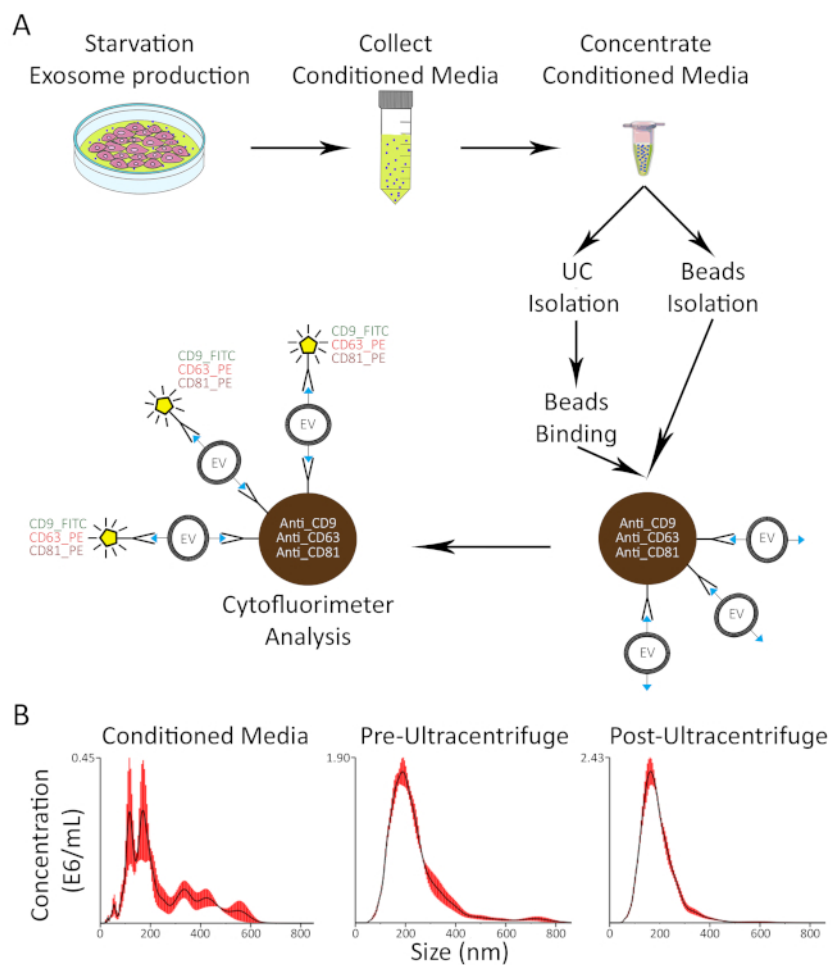 A
Starvation
Exosome production
Collect
Conditioned Media
Concentrate
Conditioned Media
UC
Isolation
Beads
Isolation
Beads
Binding
CD9_FITC
CD63_PE
CD81_PE
CD9_FITC
CD63_PE
CD81_PE
CD9_FITC
CD63_PE
CD81_PE
EV
EV
EV
Anti_CD9
Anti_CD63
Anti_CD81
Cytofluorimeter
Analysis
Anti_CD9
Anti_CD63
Anti_CD81
EV
EV
EV
B
Conditioned Media
Pre-Ultracentrifuge
Post-Ultracentrifuge
Concentration
(E6/mL)
0.45
1.90
2.43
0 200 400 600 800
0 200 400 600 800
0 200 400 600 800
Size (nm)